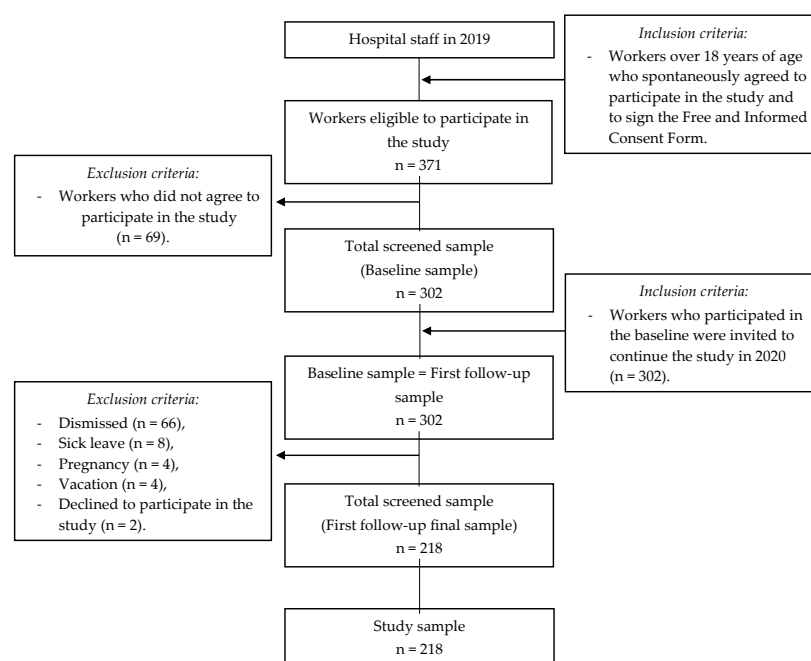 Hospital staff in 2019
Inclusion criteria:
- Workers over 18 years of age
who spontaneously agreed to
participate in the study and
to sign the Free and Informed
Consent Form.
Workers eligible to participate in
the study
n = 371
Exclusion criteria:
- Workers who did not agree to
participate in the study
(n = 69).
Total screened sample
(Baseline sample)
n = 302
Inclusion criteria:
- Workers who participated in
the baseline were invited to
continue the study in 2020
(n = 302).
Baseline sample = First follow-up
sample
n = 302
Exclusion criteria:
- Dismissed (n = 66),
- Sick leave (n = 8),
- Pregnancy (n = 4),
- Vacation (n = 4),
- Declined to participate in the
study (n = 2).
Total screened sample
(First follow-up final sample)
n = 218
Study sample
n = 218